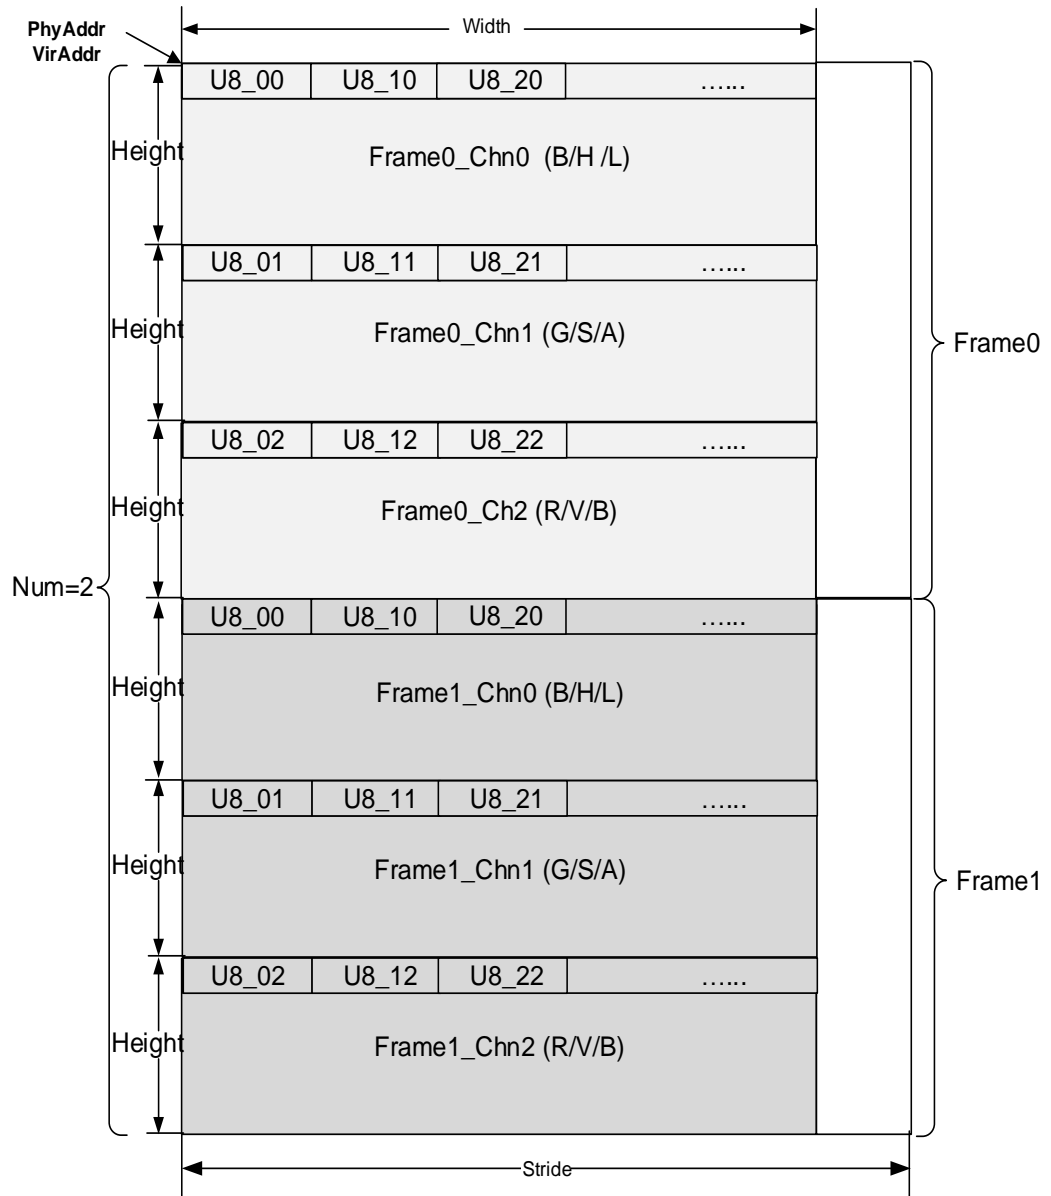 PhyAddr
VirAddr
Width
U8_00 U8_10 U8_20 …...
Height
Frame0_Chn0 (B/H /L)
U8_01 U8_11 U8_21 …...
Height
Frame0_Chn1 (G/S/A)
Frame0
U8_02 U8_12 U8_22 …...
Height
Frame0_Ch2 (R/V/B)
Num=2
U8_00 U8_10 U8_20 …...
Height
Frame1_Chn0 (B/H/L)
U8_01 U8_11 U8_21 …...
Height
Frame1_Chn1 (G/S/A)
Frame1
U8_02 U8_12 U8_22 …...
Height
Frame1_Chn2 (R/V/B)
Stride